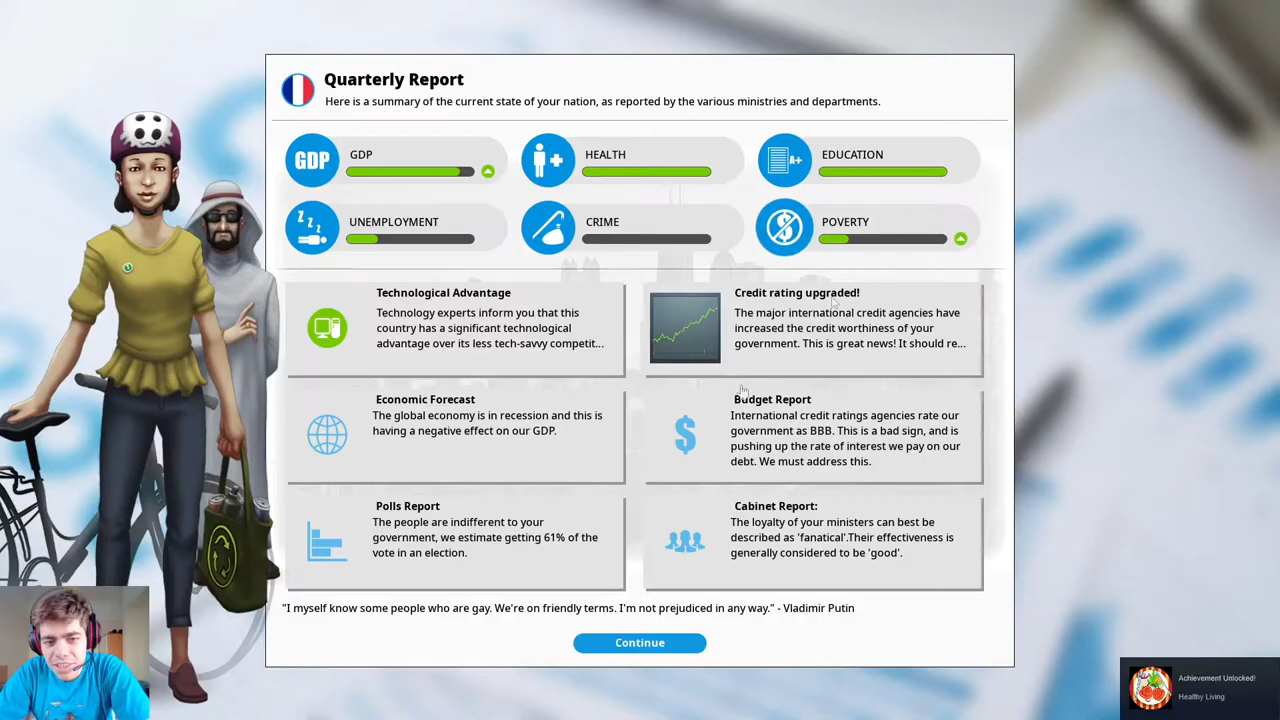 Quarterly Report
Here is a summary of the current state of your nation, as reported by the various ministries and departments.
GDP
GDP
HEALTH
A+
EDUCATION
Z Z Z
UNEMPLOYMENT
CRIME
$
POVERTY
Technological Advantage
Technology experts inform you that this
country has a significant technological
advantage over its less tech-savvy competit...
Credit rating upgraded!
The major international credit agencies have
increased the credit worthiness of your
government. This is great news! It should re...
Economic Forecast
The global economy is in recession and this is
having a negative effect on our GDP.
$
Budget Report
International credit ratings agencies rate our
government as BBB. This is a bad sign, and is
pushing up the rate of interest we pay on our
debt. We must address this.
Polls Report
The people are indifferent to your
government, we estimate getting 61% of the
vote in an election.
Cabinet Report:
The loyalty of your ministers can best be
described as 'fanatical'.Their effectiveness is
generally considered to be 'good'.
"I myself know some people who are gay. We're on friendly terms. I'm not prejudiced in any way." - Vladimir Putin
Continue
Achievement Unlocked!
Healthy Living